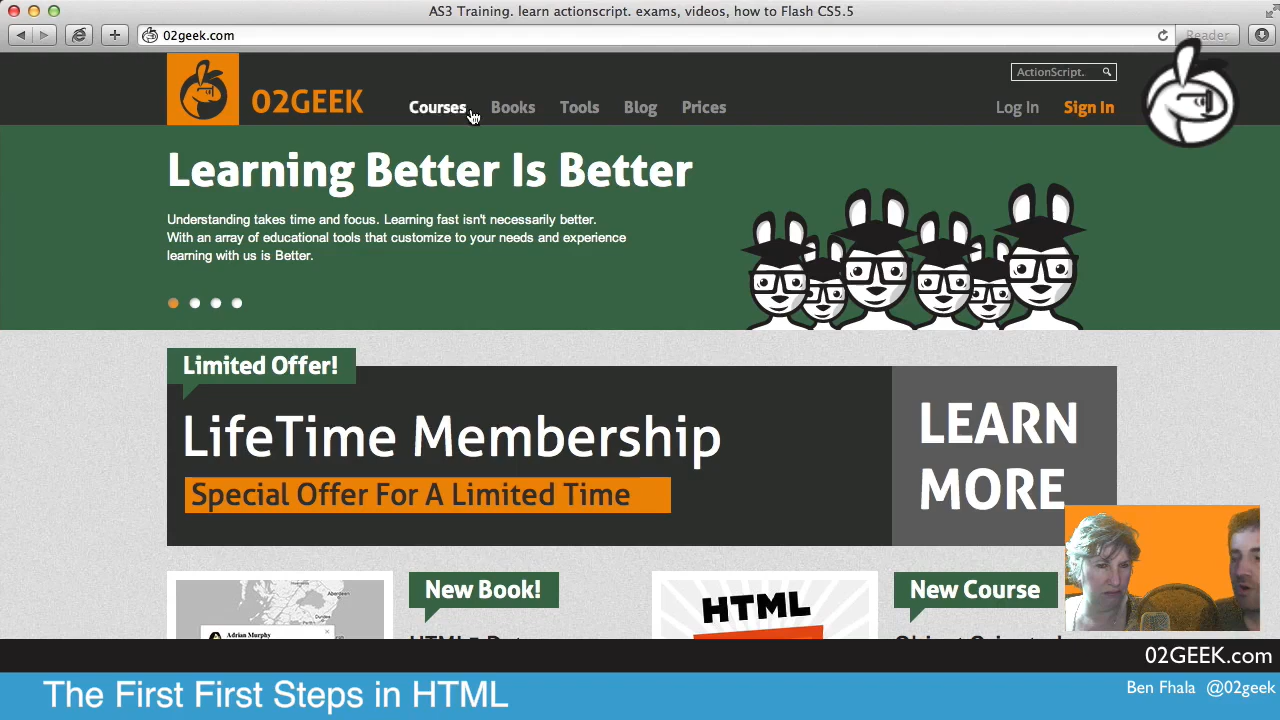 AS3 Training. learn actionscript. exams, videos, how to Flash CS5.5
02geek.com
Reader
ActionScript.
02GEEK
Courses
Books
Tools
Blog
Prices
Log In
Sign In
Learning Better Is Better
Understanding takes time and focus. Learning fast isn't necessarily better.
With an array of educational tools that customize to your needs and experience
learning with us is Better.
Limited Offer!
LifeTime Membership
Special Offer For A Limited Time
LEARN
MORE
New Book!
HTML
New Course
Aberdeen
Dundee
Adrian Murphy
02GEEK.com
The First First Steps in HTML
Ben Fhala @02geek